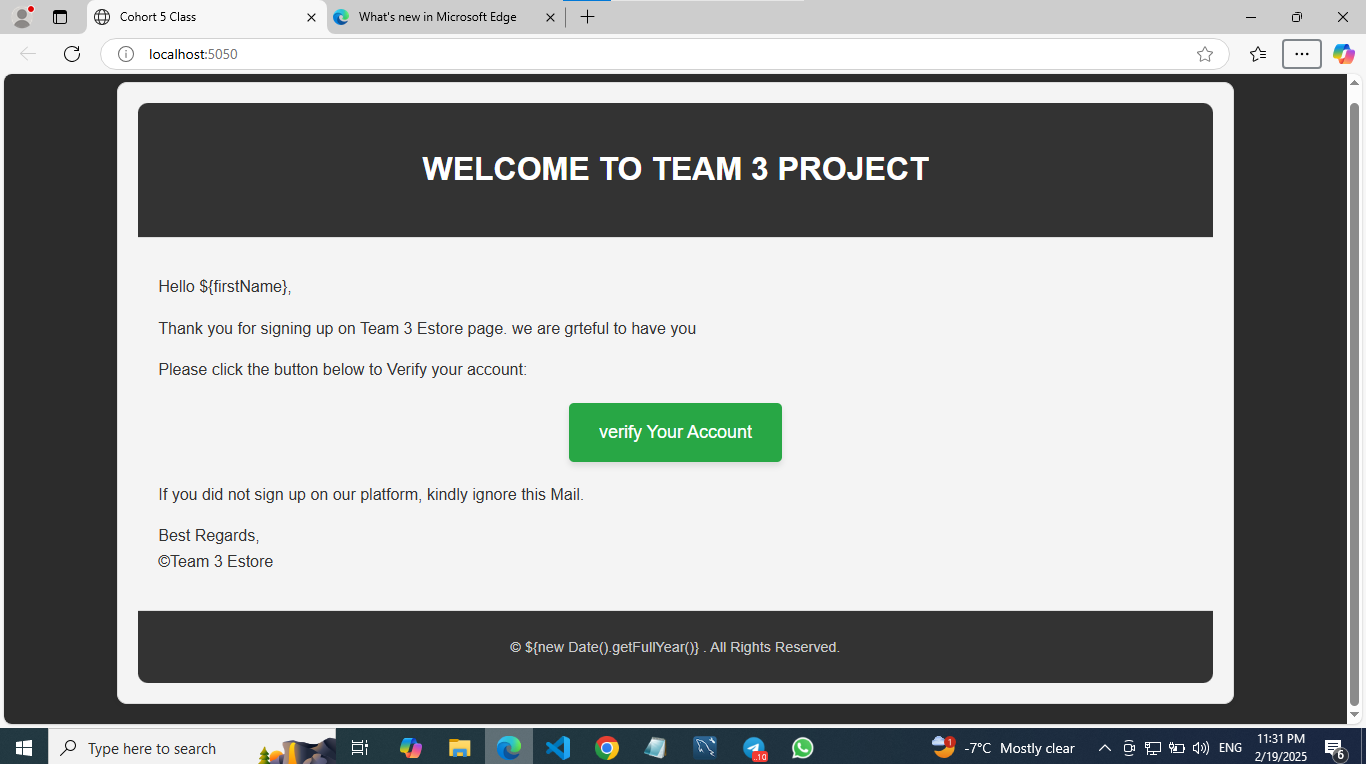 Cohort 5 Class
What's new in Microsoft Edge
localhost:5050
WELCOME TO TEAM 3 PROJECT
Hello ${firstName},
Thank you for signing up on Team 3 Estore page. we are grteful to have you
Please click the button below to Verify your account:
verify Your Account
If you did not sign up on our platform, kindly ignore this Mail.
Best Regards,
©Team 3 Estore
© ${new Date().getFullYear()} . All Rights Reserved.
Type here to search
..10
1
-7°C Mostly clear
ENG
11:31 PM
2/19/2025
6